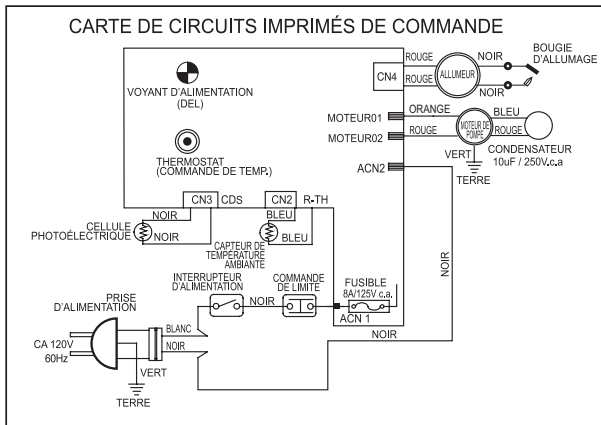 CARTE DE CIRCUITS IMPRIMÉS DE COMMANDE
VOYANT D'ALIMENTATION
(DEL)
THERMOSTAT
(COMMANDE DE TEMP.)
CN4
ROUGE
ROUGE
ALLUMEUR
NOIR
NOIR
BOUGIE
D'ALLUMAGE
MOTEUR01
ORANGE
MOTEUR02
ROUGE
MOTEUR DE
POMPE
BLEU
ROUGE
CONDENSATEUR
10uF / 250V.c.a
VERT
TERRE
ACN2
CN3
CDS
CN2
R-TH
NOIR
NOIR
CELLULE
PHOTOÉLECTRIQUE
BLEU
BLEU
CAPTEUR DE
TEMPÉRATURE
AMBIANTE
INTERRUPTEUR
D'ALIMENTATION
NOIR
COMMANDE
DE LIMITE
FUSIBLE
8A/125V c.a.
ACN 1
NOIR
NOIR
PRISE
D'ALIMENTATION
CA 120V
60Hz
BLANC
NOIR
VERT
TERRE